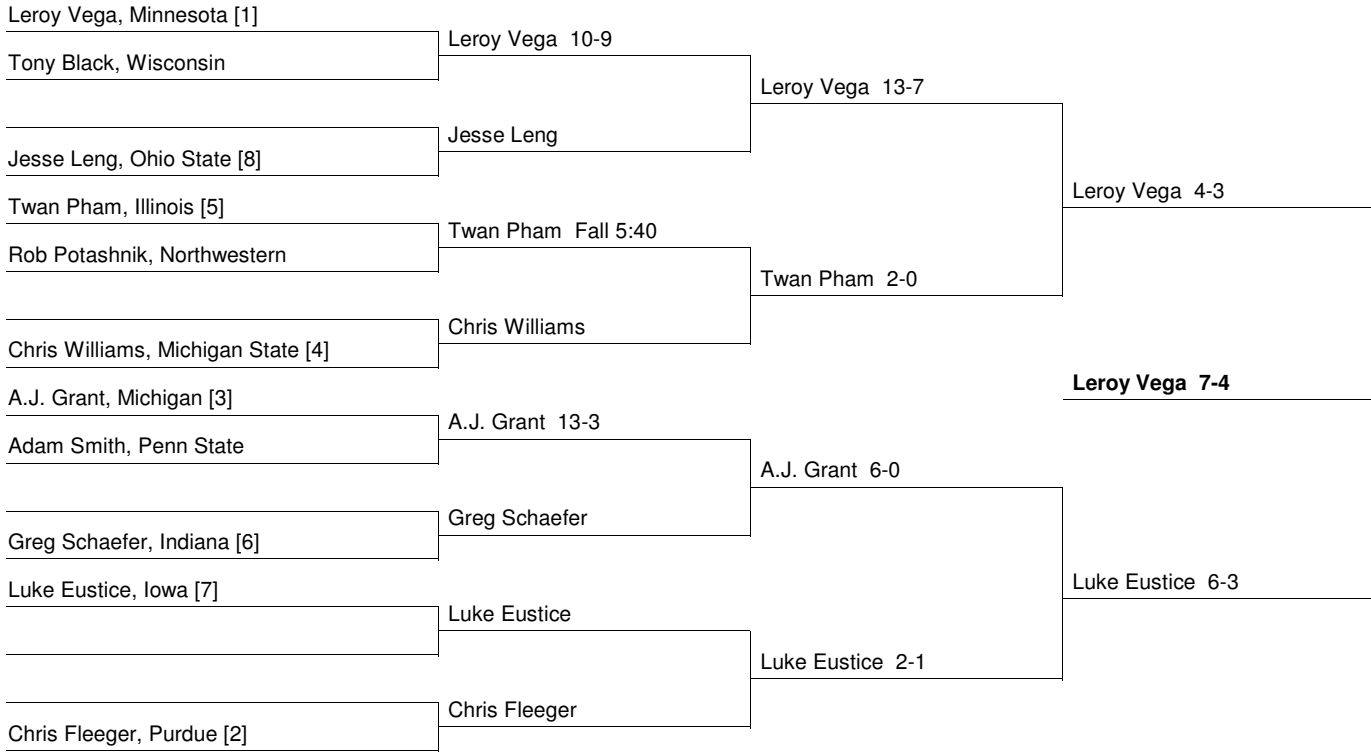 Leroy Vega, Minnesota [1]
Leroy Vega 10-9
Tony Black, Wisconsin
Leroy Vega 13-7
Jesse Leng
Jesse Leng, Ohio State [8]
Leroy Vega 4-3
Twan Pham, Illinois [5]
Twan Pham Fall 5:40
Rob Potashnik, Northwestern
Twan Pham 2-0
Chris Williams
Chris Williams, Michigan State [4]
Leroy Vega 7-4
A.J. Grant, Michigan [3]
A.J. Grant 13-3
Adam Smith, Penn State
A.J. Grant 6-0
Greg Schaefer
Greg Schaefer, Indiana [6]
Luke Eustice 6-3
Luke Eustice, Iowa [7]
Luke Eustice
Luke Eustice 2-1
Chris Fleeger
Chris Fleeger, Purdue [2]